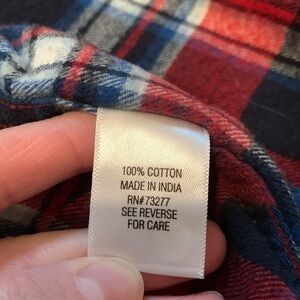 100% COTTON
MADE IN INDIA
RN#73277
SEE REVERSE
FOR CARE